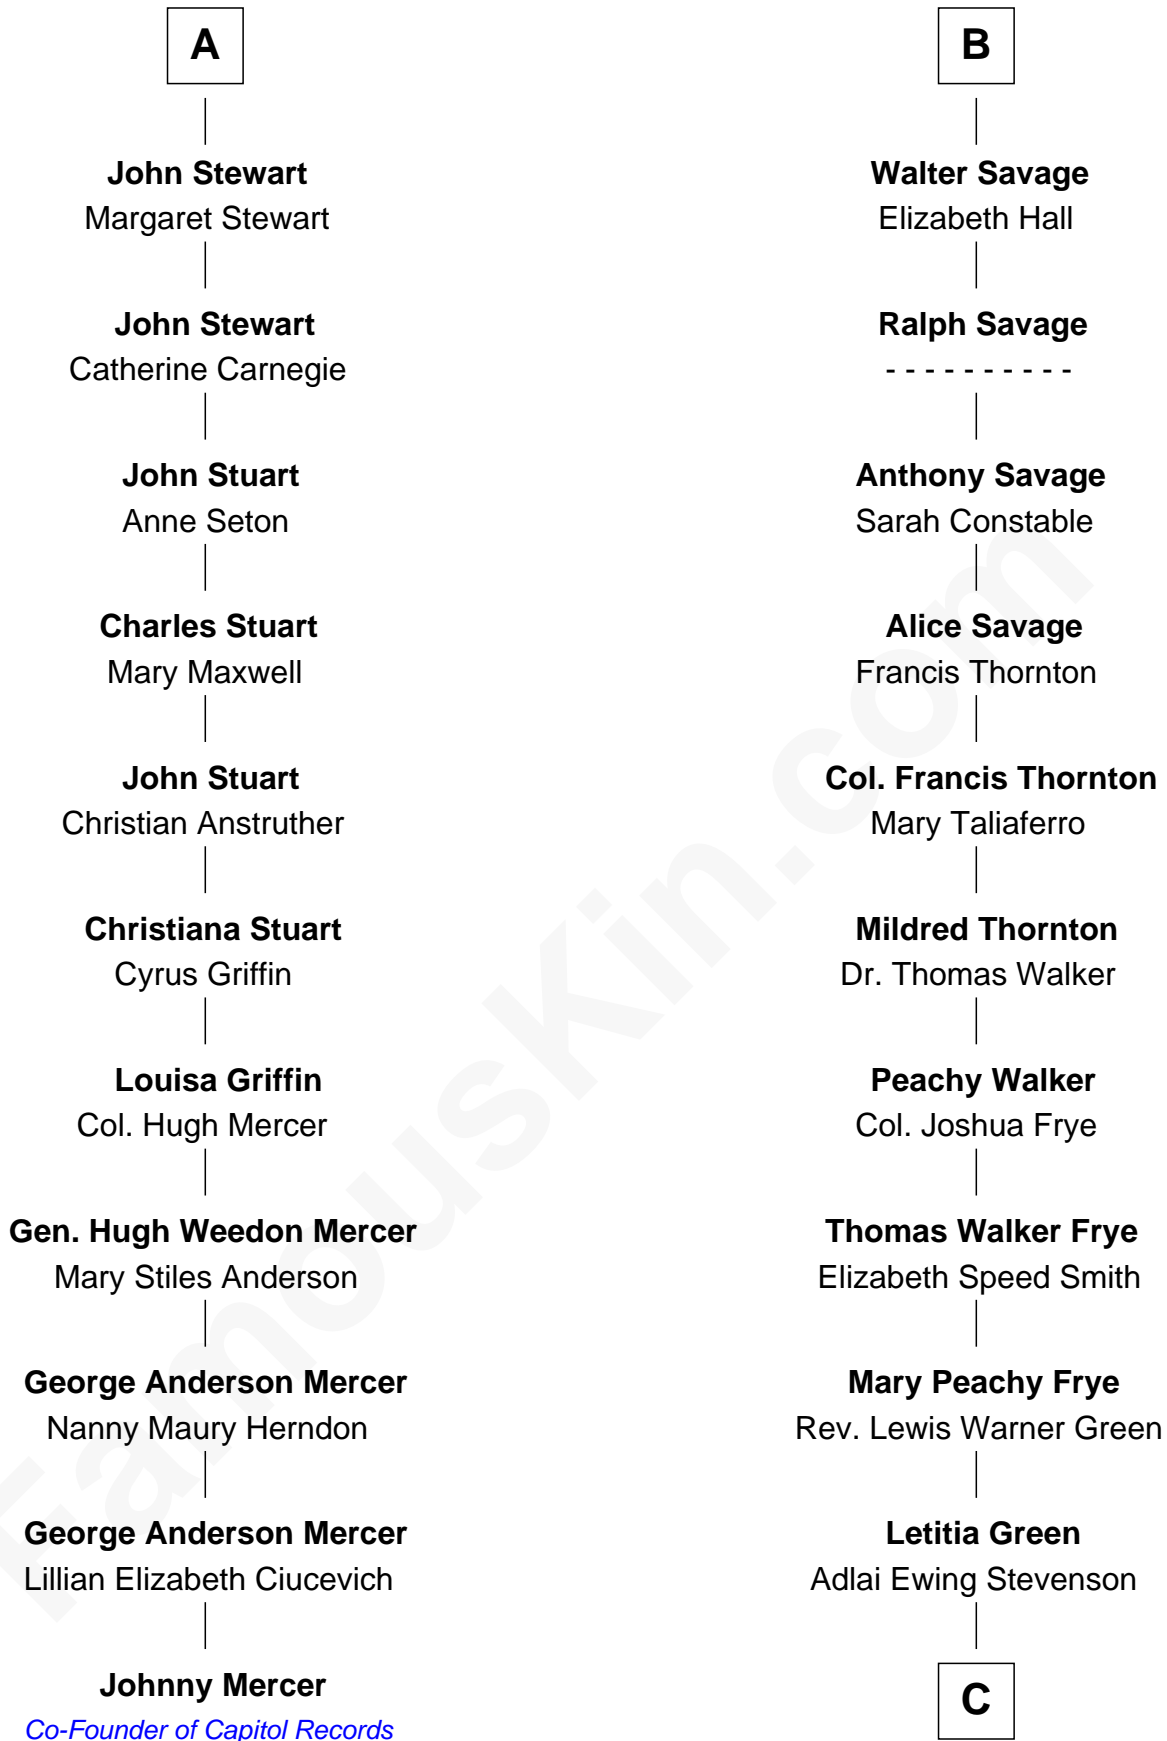 A
John Stewart
Margaret Stewart
John Stewart
Catherine Carnegie
John Stuart
Anne Seton
Charles Stuart
Mary Maxwell
John Stuart
Christian Anstruther
Christiana Stuart
Cyrus Griffin
Louisa Griffin
Col. Hugh Mercer
Gen. Hugh Weedon Mercer
Mary Stiles Anderson
George Anderson Mercer
Nanny Maury Herndon
George Anderson Mercer
Lillian Elizabeth Ciucevich
Johnny Mercer
Co-Founder of Capitol Records
B
Walter Savage
Elizabeth Hall
Ralph Savage
- - - - - - - - - -
Anthony Savage
Sarah Constable
Alice Savage
Francis Thornton
Col. Francis Thornton
Mary Taliaferro
Mildred Thornton
Dr. Thomas Walker
Peachy Walker
Col. Joshua Frye
Thomas Walker Frye
Elizabeth Speed Smith
Mary Peachy Frye
Rev. Lewis Warner Green
Letitia Green
Adlai Ewing Stevenson
C
FamousKin.com